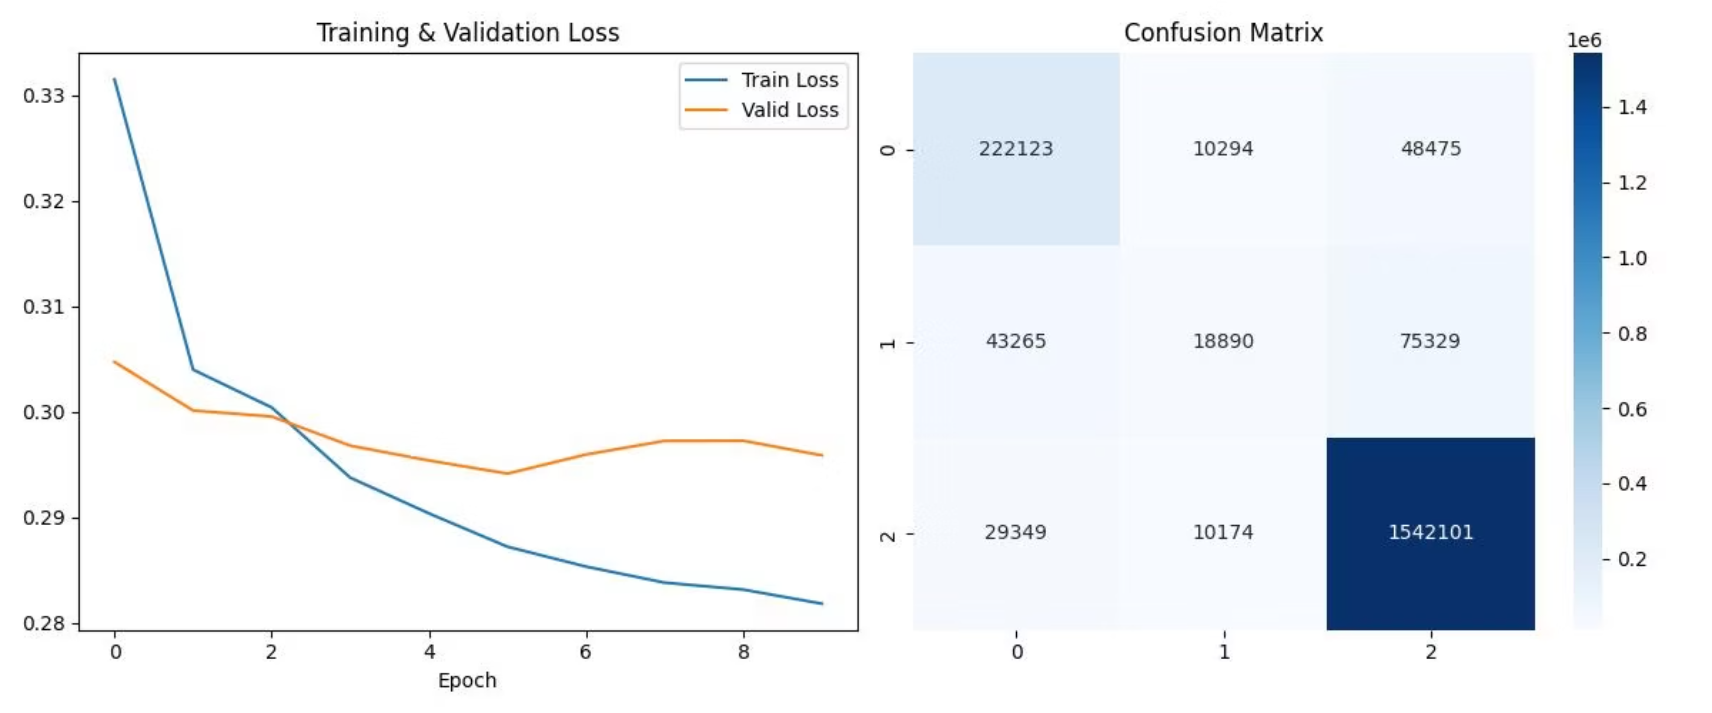 Training & Validation Loss
0.33
0.32
0.31
0.30
0.29
0.28
0 2 4 6 8
Epoch
Train Loss
Valid Loss
Confusion Matrix
0 222123 10294 48475
1 43265 18890 75329
2 29349 10174 1542101
0 1 2
1e6
1.4
1.2
1.0
0.8
0.6
0.4
0.2